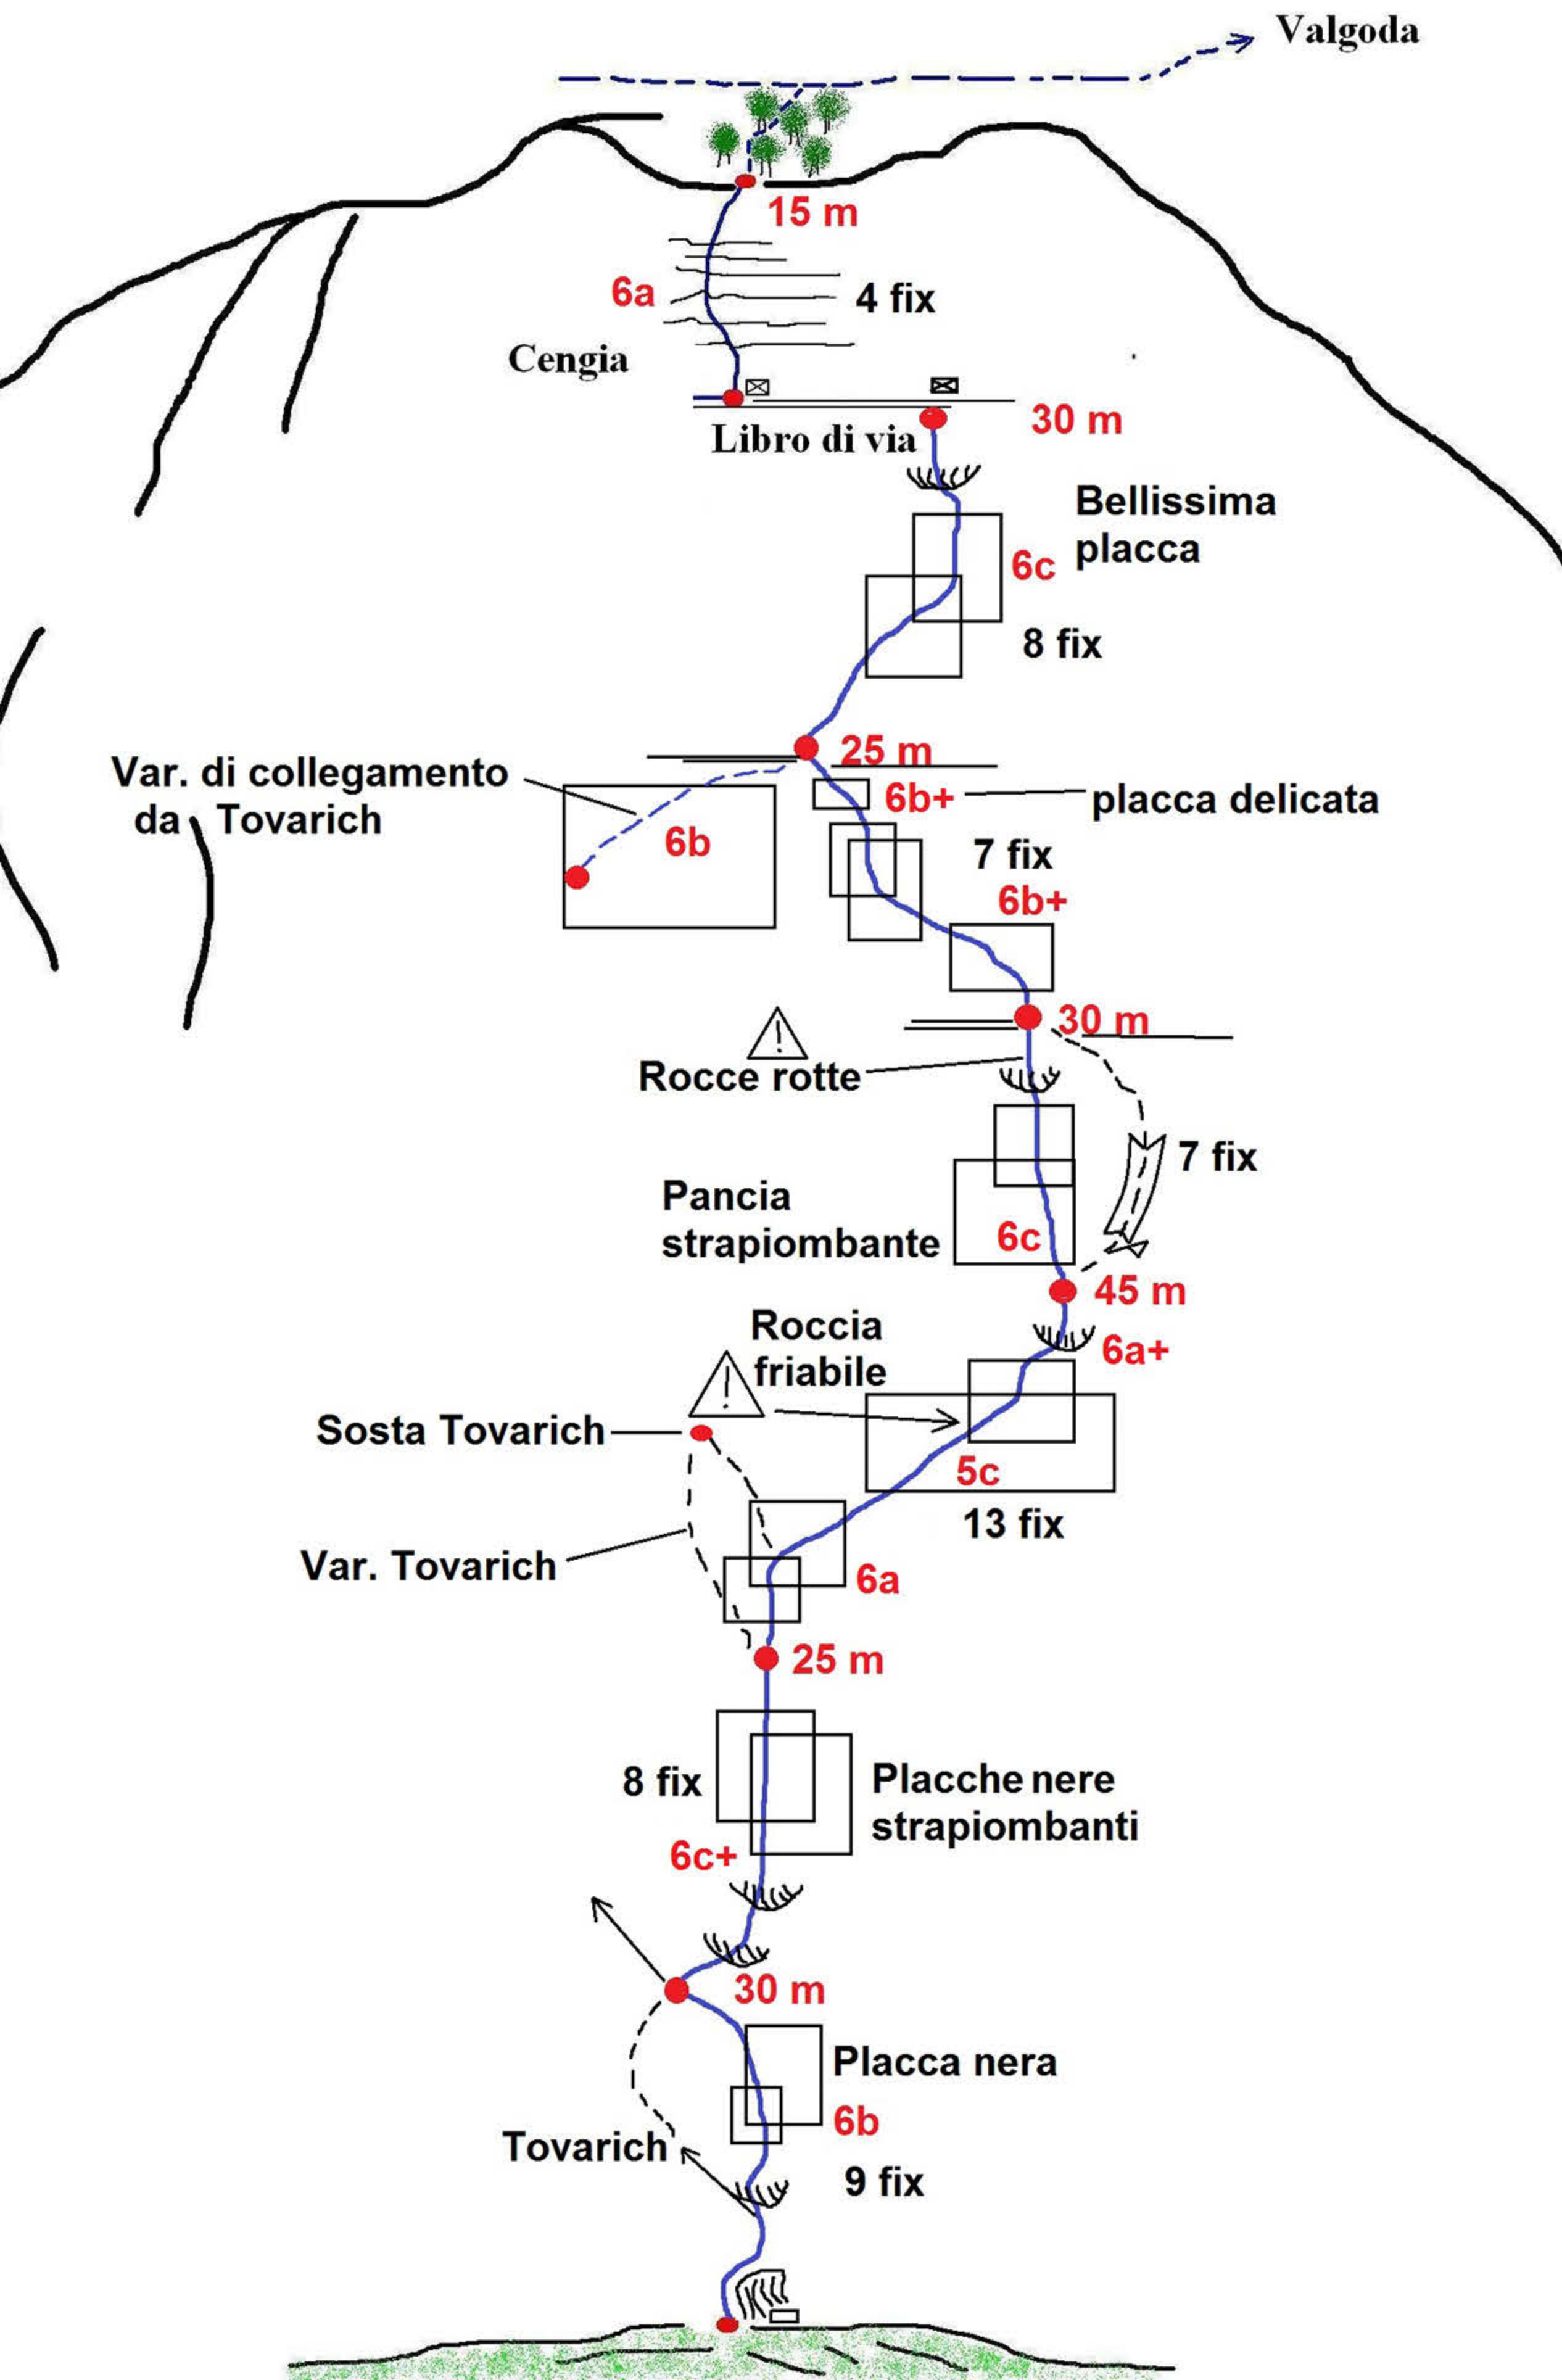 Valgoda
15 m
6a
4 fix
Cengia
30 m
Libro di via
Bellissima
placca
6c
8 fix
25 m
Var. di collegamento
da Tovarich
6b+
placca delicata
6b
7 fix
6b+
30 m
!
Rocce rotte
7 fix
Pancia
strapiombante
6c
45 m
Roccia
friabile
6a+
!
Sosta Tovarich
5c
13 fix
Var. Tovarich
6a
25 m
8 fix
Placche nere
strapiombanti
6c+
30 m
Placca nera
6b
Tovarich
9 fix